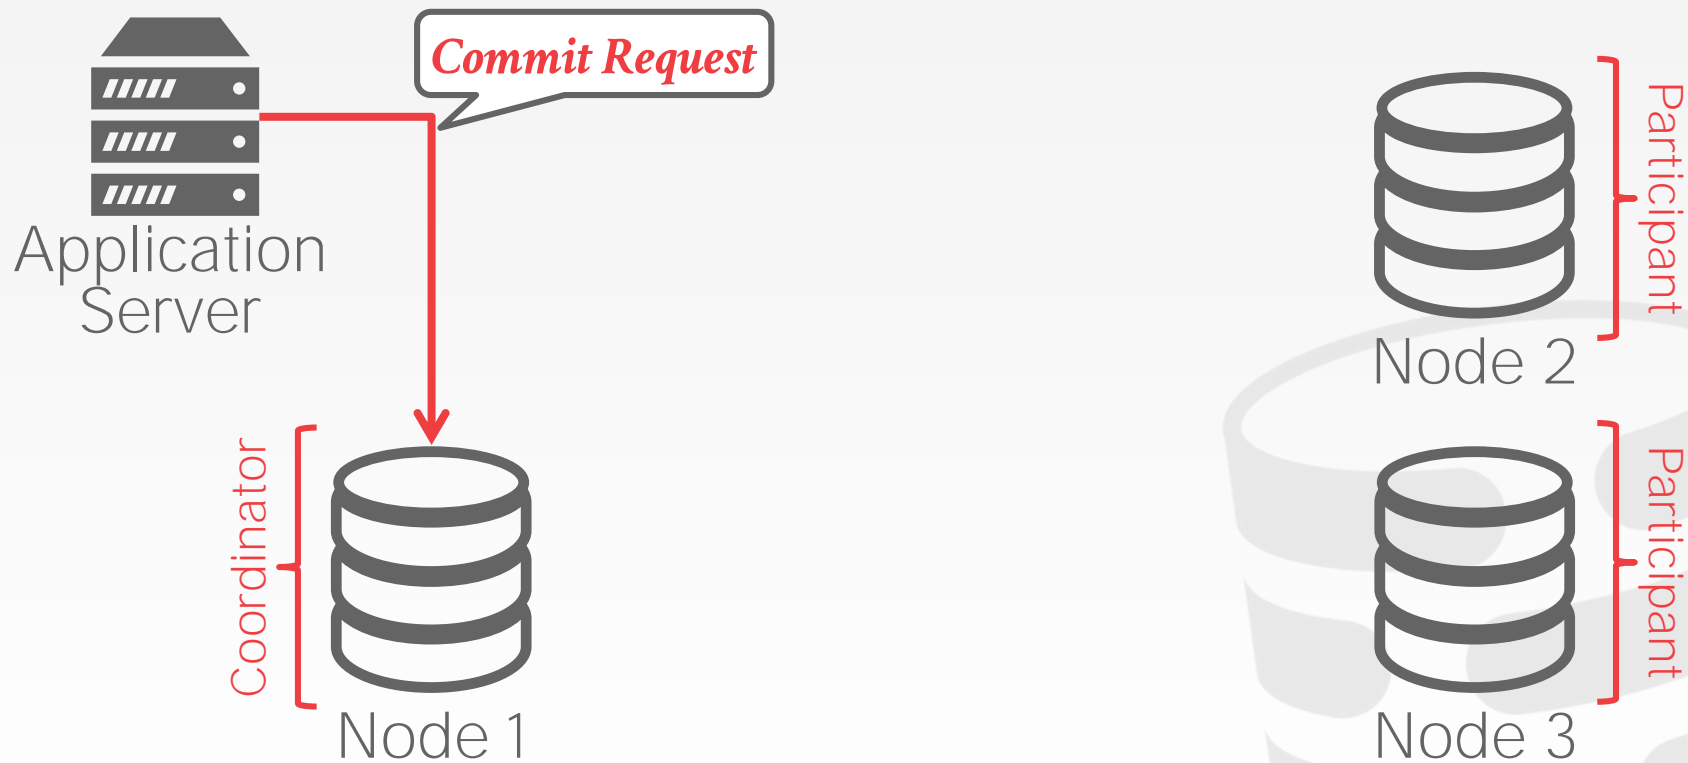 Commit Request
Application
Server
Participant
Node 2
Coordinator
Node 1
Participant
Node 3